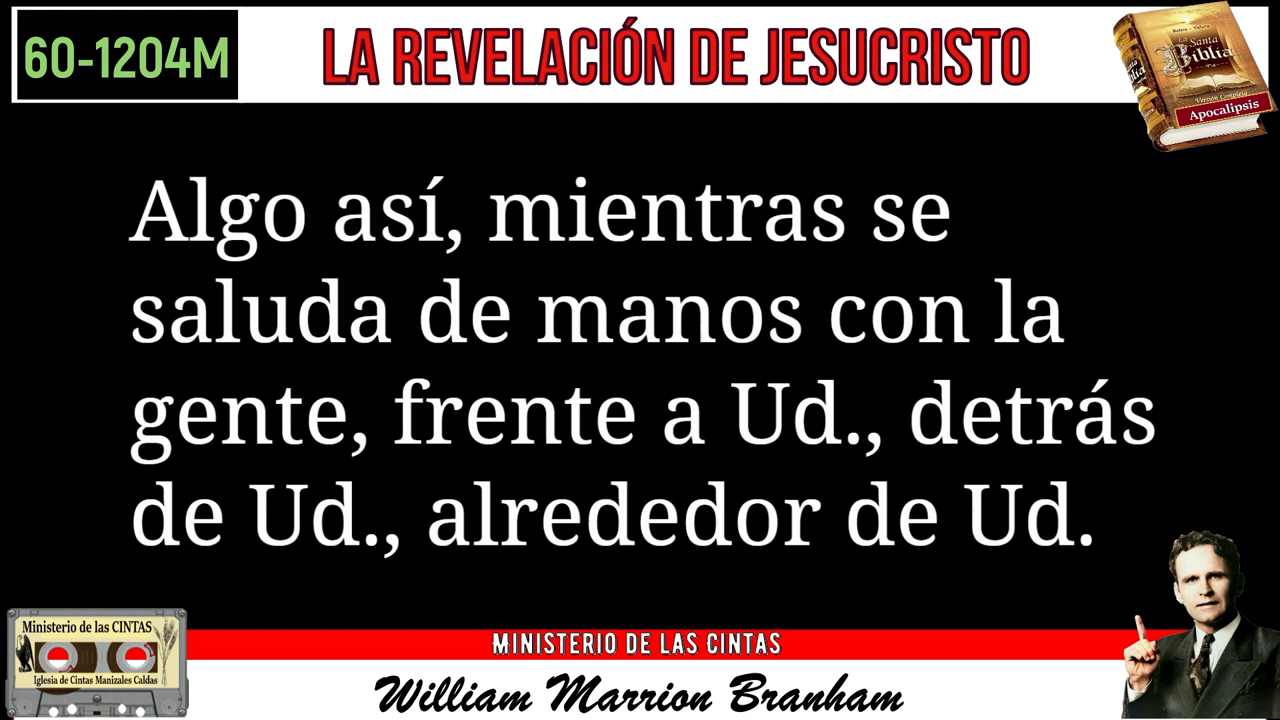 60-1204M
LA REVELACIÓN DE JESUCRISTO
La Santa
Biblia
Versión Completa
Apocalipsis
Algo así, mientras se
saluda de manos con la
gente, frente a Ud., detrás
de Ud., alrededor de Ud.
Ministerio de las CINTAS
Iglesia de Cintas Manizales Caldas
MINISTERIO DE LAS CINTAS
William Marrion Branham